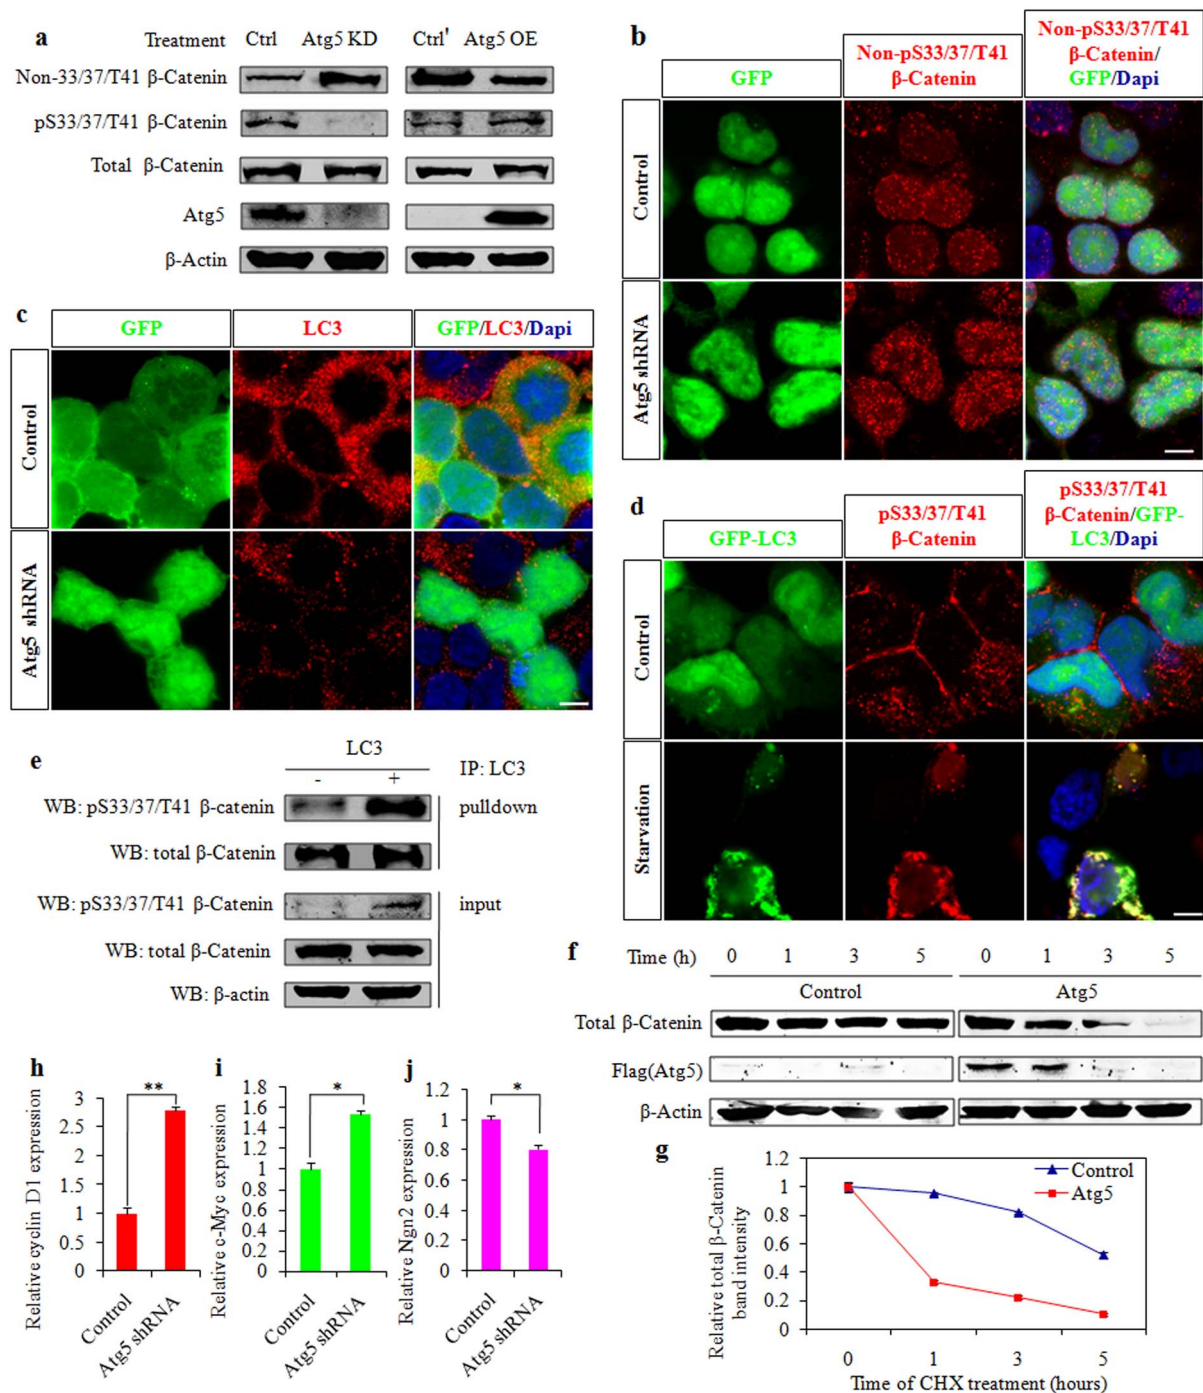 a
Treatment Ctrl Atg5 KD Ctrl' Atg5 OE
Non-33/37/T41 β-Catenin
pS33/37/T41 β-Catenin
Total β-Catenin
Atg5
β-Actin
b
GFP
Non-pS33/37/T41
β-Catenin
Non-pS33/37/T41
β-Catenin/
GFP/Dapi
Control
Atg5 shRNA
c
GFP LC3 GFP/LC3/Dapi
Control
Atg5 shRNA
d
GFP-LC3
pS33/37/T41
β-Catenin
pS33/37/T41
β-Catenin/GFP-
LC3/Dapi
Control
Starvation
e
LC3
- + IP: LC3
WB: pS33/37/T41 β-catenin pulldown
WB: total β-Catenin
WB: pS33/37/T41 β-Catenin input
WB: total β-Catenin
WB: β-actin
f
Time (h) 0 1 3 5 0 1 3 5
Control Atg5
Total β-Catenin
Flag(Atg5)
β-Actin
g
Relative total β-Catenin
band intensity
1.2
1
0.8
0.6
0.4
0.2
0
Control
Atg5
0 1 3 5
Time of CHX treatment (hours)
h
Relative cyclin D1 expression
3
2.5
2
1.5
1
0.5
0
**
Control
Atg5 shRNA
i
Relative c-Myc expression
1.8
1.6
1.4
1.2
1
0.8
0.6
0.4
0.2
0
*
Control
Atg5 shRNA
j
Relative Ngn2 expression
1.2
1
0.8
0.6
0.4
0.2
0
*
Control
Atg5 shRNA